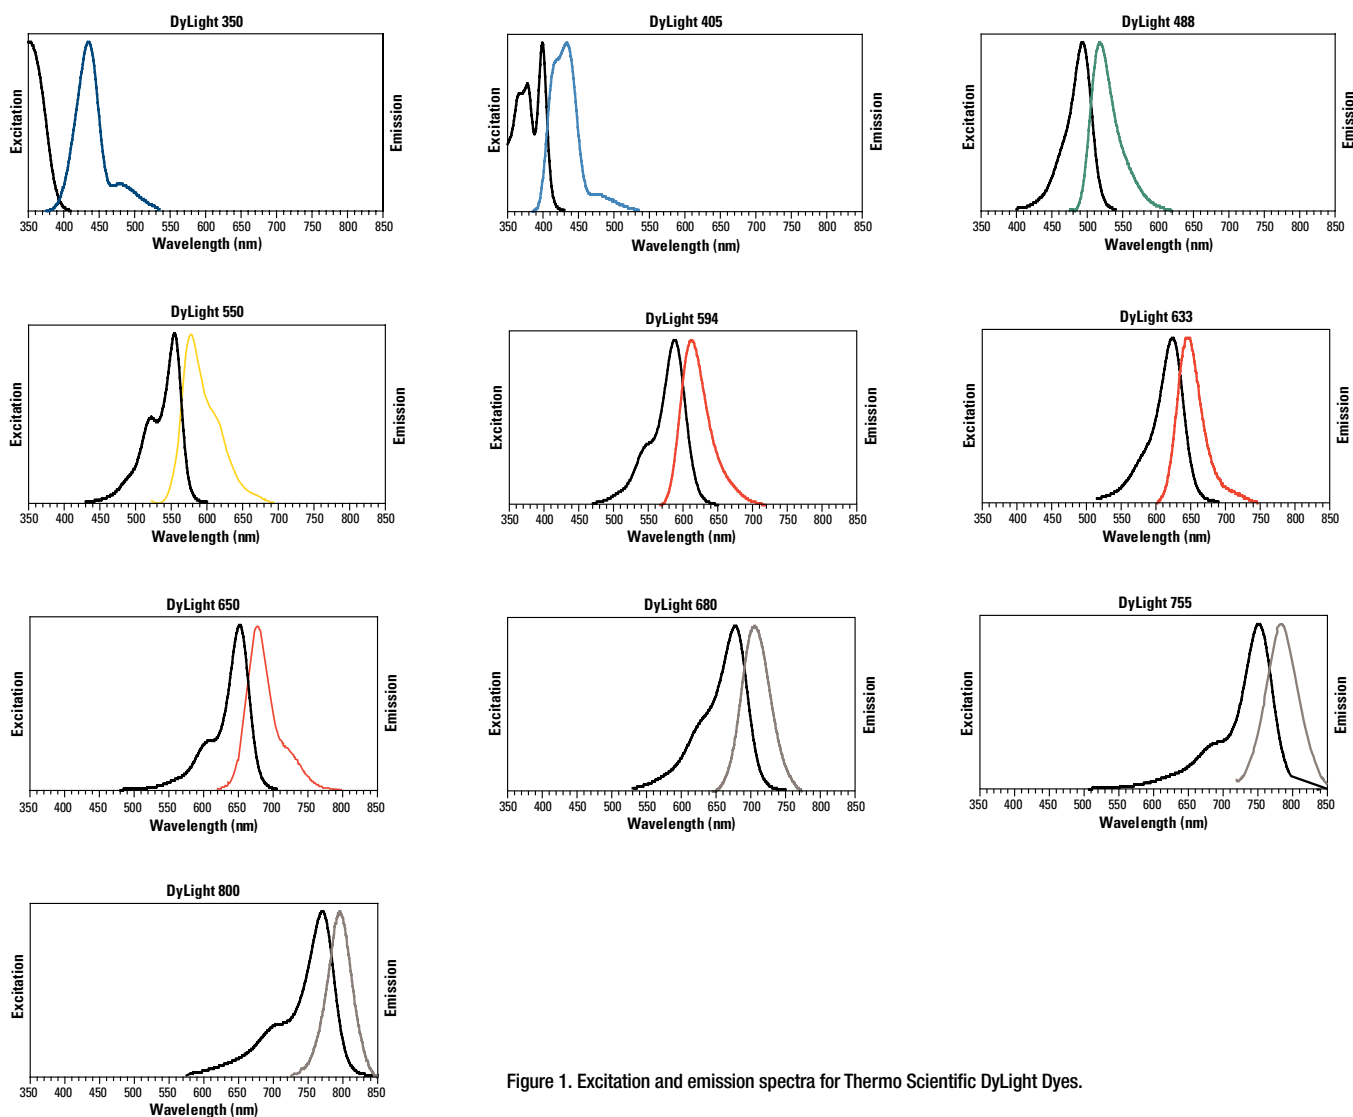 DyLight 350
Excitation
Emission
350 400 450 500 550 600 650 700 750 800 850
Wavelength (nm)
DyLight 405
Excitation
Emission
350 400 450 500 550 600 650 700 750 800 850
Wavelength (nm)
DyLight 488
Excitation
Emission
350 400 450 500 550 600 650 700 750 800 850
Wavelength (nm)
DyLight 550
Excitation
Emission
350 400 450 500 550 600 650 700 750 800 850
Wavelength (nm)
DyLight 594
Excitation
Emission
350 400 450 500 550 600 650 700 750 800 850
Wavelength (nm)
DyLight 633
Excitation
Emission
350 400 450 500 550 600 650 700 750 800 850
Wavelength (nm)
DyLight 650
Excitation
Emission
350 400 450 500 550 600 650 700 750 800 850
Wavelength (nm)
DyLight 680
Excitation
Emission
350 400 450 500 550 600 650 700 750 800 850
Wavelength (nm)
DyLight 755
Excitation
Emission
350 400 450 500 550 600 650 700 750 800 850
Wavelength (nm)
DyLight 800
Excitation
Emission
350 400 450 500 550 600 650 700 750 800 850
Wavelength (nm)
Figure 1. Excitation and emission spectra for Thermo Scientific DyLight Dyes.